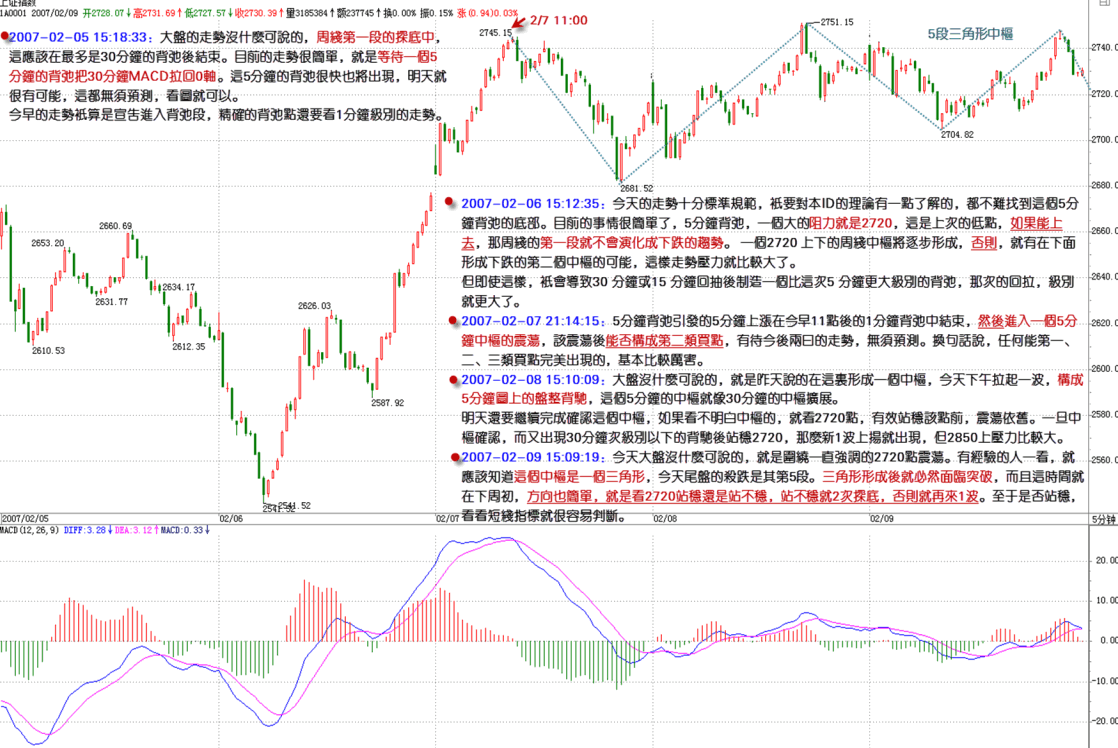 上证指数
1A0001 2007/02/09 开2728.07↓高2731.69↑低2727.57↓收2730.39↑量3185384↑额237745↑换0.00% 振0.15% 涨(0.94)0.03%
2/7 11:00
2745.15
2751.15
5段三角形中樞
2740.0
2007-02-05 15:18:33：大盤的走勢沒什麼可說的，周綫第一段的探底中，
這應該在最多是30分鐘的背弛後結束。目前的走勢很簡單，就是等待一個5
分鐘的背弛把30分鐘MACD拉回0軸。這5分鐘的背弛很快也將出現，明天就
很有可能，這都無須預測，看圖就可以。
今早的走勢衹算是宣告進入背弛段，精確的背弛點還要看1分鐘級別的走勢。
2720.0
2704.82
2700.0
2681.52
2680.0
2007-02-06 15:12:35：今天的走勢十分標準規範，衹要對本ID的理論有一點了解的，都不難找到這個5分
鐘背弛的底部。目前的事情很簡單了，5分鐘背弛，一個大的阻力就是2720，這是上次的低點，如果能上
去，那周綫的第一段就不會演化成下跌的趨勢。一個2720 上下的周綫中樞將逐步形成，否則，就有在下面
形成下跌的第二個中樞的可能，這樣走勢壓力就比較大了。
但即使這樣，衹會導致30 分鐘或15 分鐘回抽後制造一個比這次5 分鐘更大級別的背弛，那次的回拉，級別
就更大了。
2660.69
2653.20
2660.0
2634.17
2631.77
2640.0
2626.03
2620.0
2612.35
2610.53
2600.0
2587.92
2580.0
2560.0
2541.52
2541.52
2007-02-07 21:14:15：5分鐘背弛引發的5分鐘上漲在今早11點後的1分鐘背弛中結束，然後進入一個5分
鐘中樞的震蕩，該震蕩後能否構成第二類買點，有待今後兩日的走勢，無須預測。換句話說，任何能第一、
二、三類買點完美出現的，基本比較厲害。
2007-02-08 15:10:09：大盤沒什麼可說的，就是昨天說的在這裏形成一個中樞，今天下午拉起一波，構成
5分鐘圖上的盤整背馳，這個5分鐘的中樞就像30分鐘的中樞擴展。
明天還要繼續完成確認這個中樞，如果看不明白中樞的，就看2720點，有效站穩該點前，震蕩依舊。一旦中
樞確認，而又出現30分鐘次級別以下的背馳後站穩2720，那麼新1波上揚就出現，但2850上壓力比較大。
2007-02-09 15:09:19：今天大盤沒什麼可說的，就是圍繞一直強調的2720點震蕩。有經驗的人一看，就
應該知道這個中樞是一個三角形，今天尾盤的殺跌是其第5段。三角形形成後就必然面臨突破，而且這時間就
在下周初，方向也簡單，就是看2720站穩還是站不穩，站不穩就2次探底，否則就再來1波。至于是否站穩，
看看短綫指標就很容易判斷。
2007/02/05
02/06
02/07
02/08
02/09
5分钟
MACD(12,26,9) DIFF:3.28↓ DEA:3.12↑ MACD:0.33↓
20.00
10.00
0.00
-10.00
-20.00